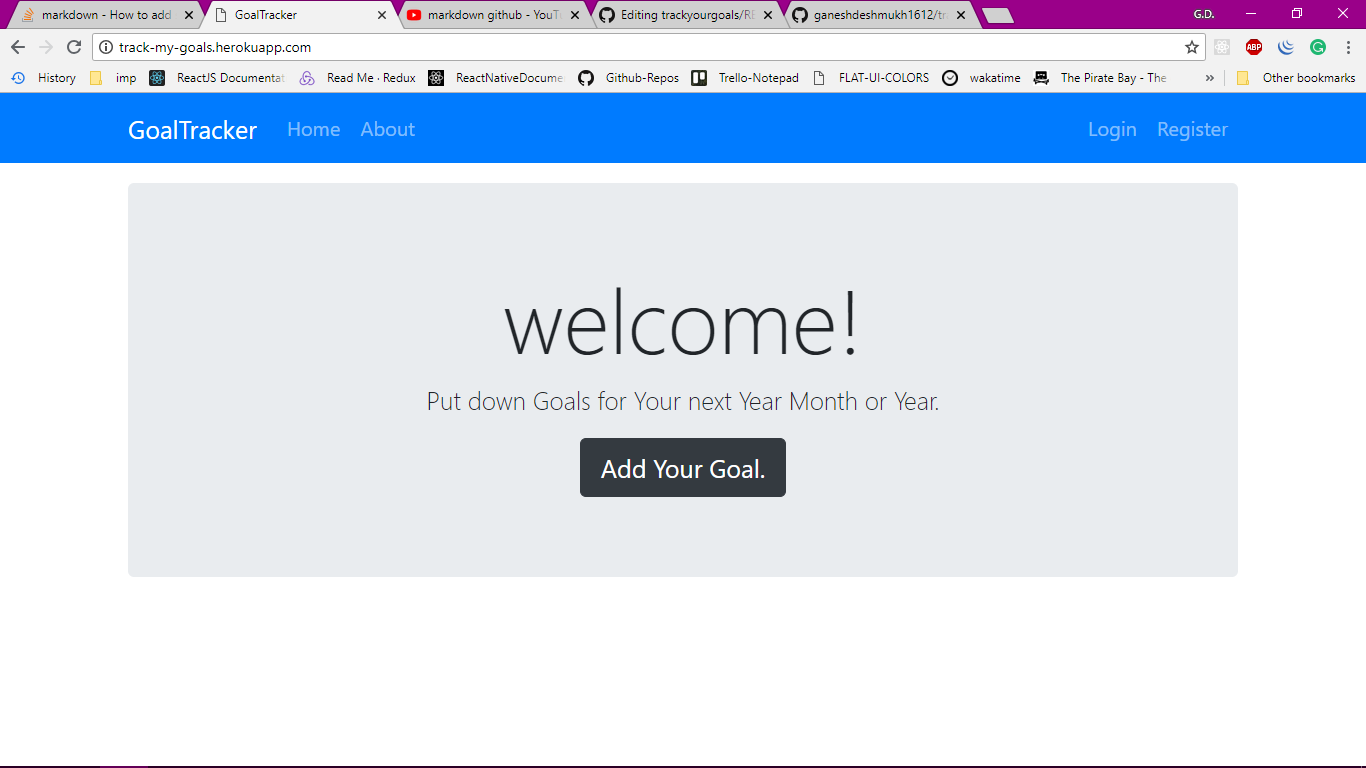 markdown - How to add
GoalTracker
markdown github - YouT
Editing trackyourgoals/RE
ganeshdeshmukh1612/tr
G.D.
track-my-goals.herokuapp.com
ABP
History
imp
ReactJS Documentat
Read Me · Redux
ReactNativeDocume
Github-Repos
Trello-Notepad
FLAT-UI-COLORS
wakatime
The Pirate Bay - The
»
Other bookmarks
GoalTracker
Home
About
Login
Register
welcome!
Put down Goals for Your next Year Month or Year.
Add Your Goal.